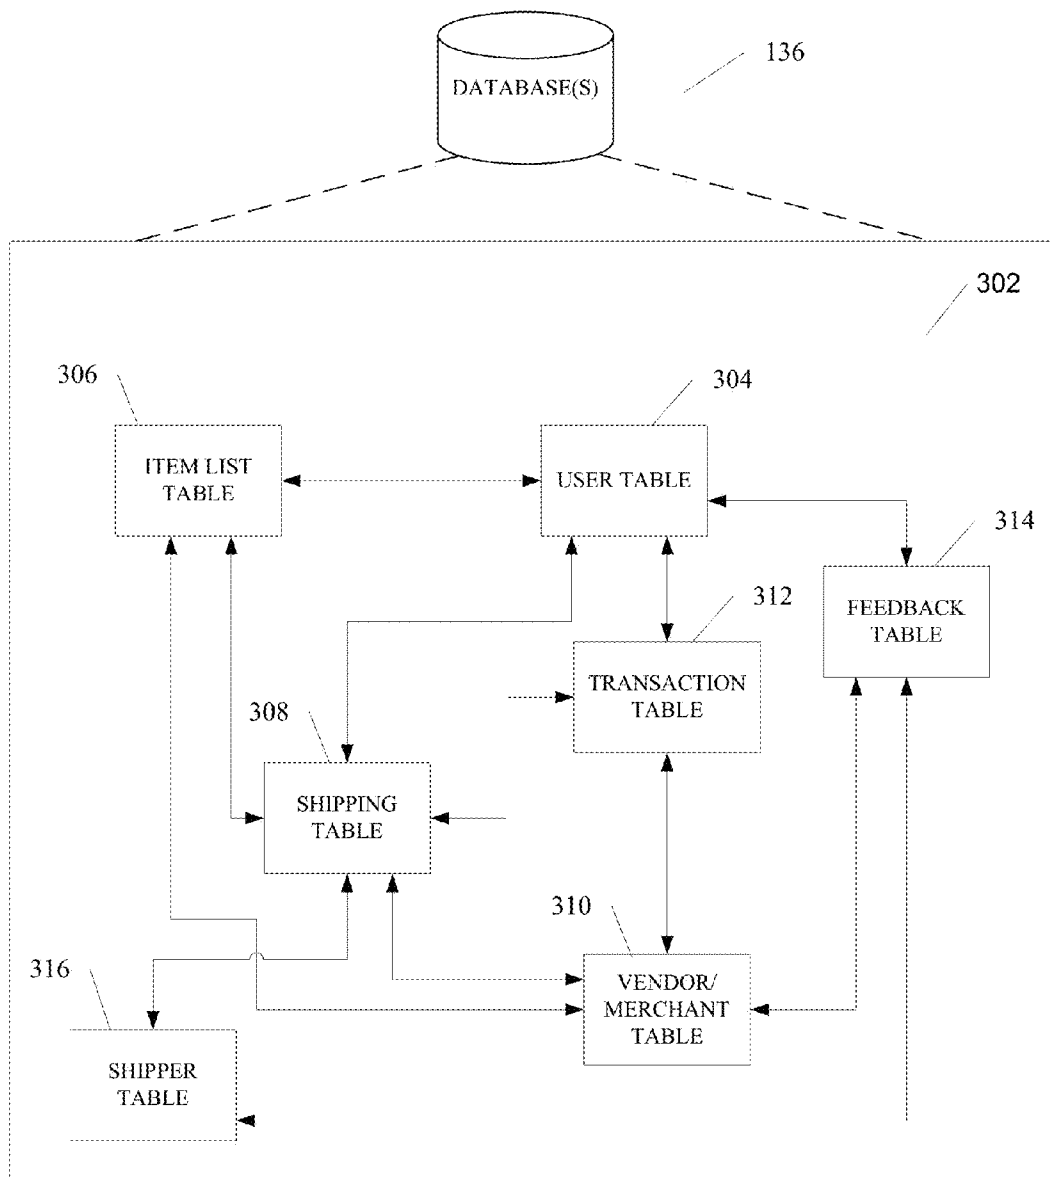 DATABASE(S)
136
302
306
304
ITEM LIST
TABLE
USER TABLE
314
312
FEEDBACK
TABLE
TRANSACTION
TABLE
308
SHIPPING
TABLE
310
316
VENDOR/
MERCHANT
TABLE
SHIPPER
TABLE